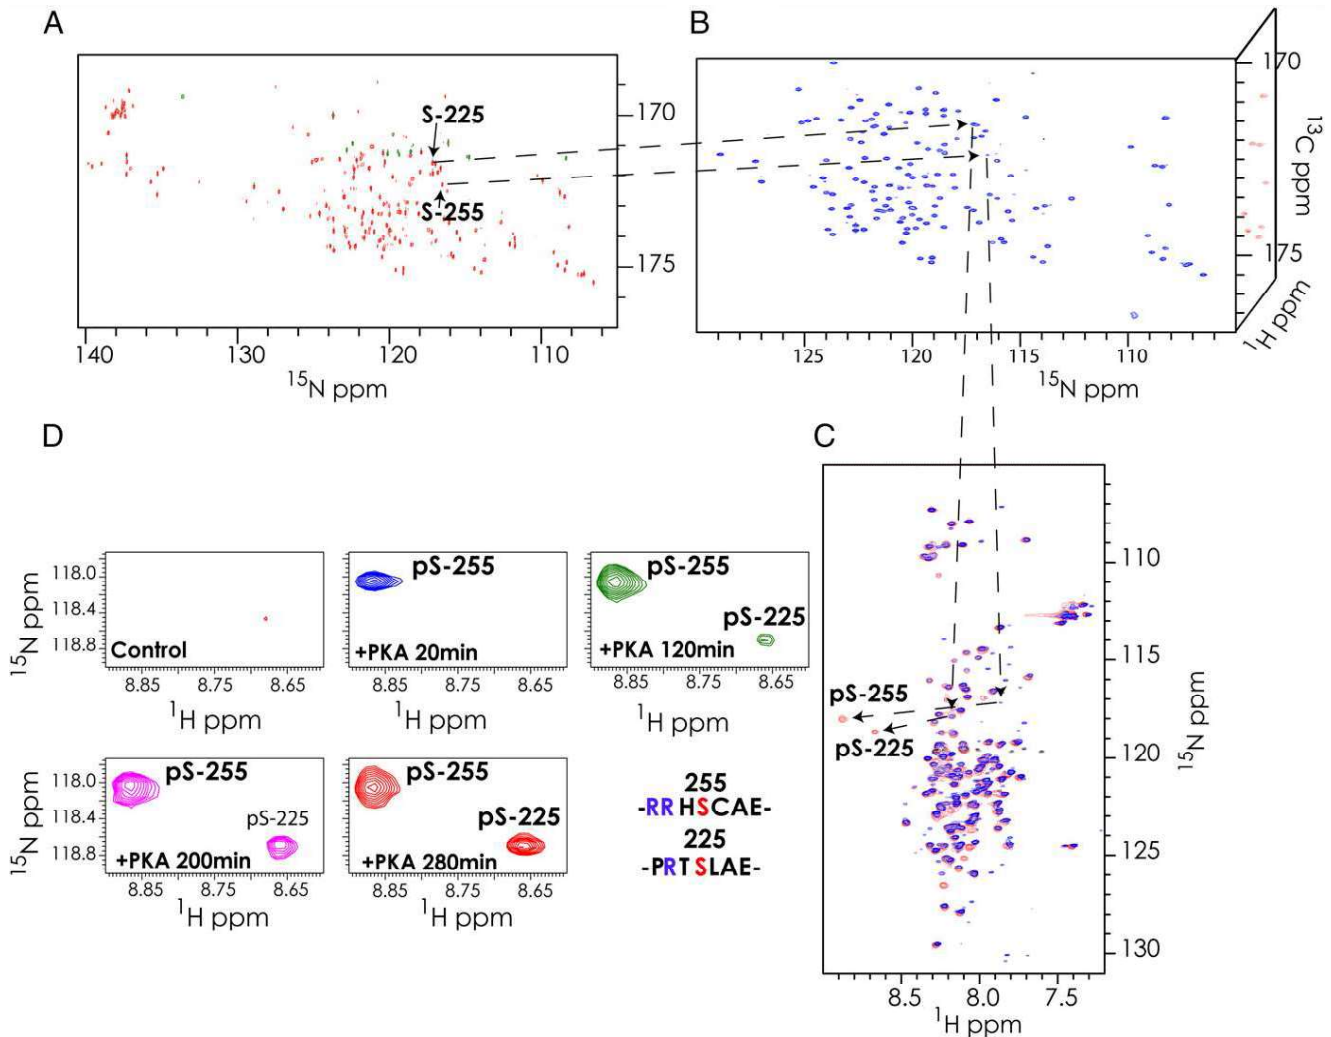 A
S-225
S-255
170
175
140
130
120
110
15N ppm
B
170
13C ppm
175
1H ppm
125
120
115
110
15N ppm
D
118.0
118.4
118.8
15N ppm
Control
8.85
8.75
8.65
1H ppm
pS-255
+PKA 20min
8.85
8.75
8.65
1H ppm
pS-255
pS-225
+PKA 120min
8.85
8.75
8.65
1H ppm
118.0
118.4
118.8
15N ppm
pS-255
pS-225
+PKA 200min
8.85
8.75
8.65
1H ppm
pS-255
pS-225
+PKA 280min
8.85
8.75
8.65
1H ppm
255
-RRHSCAE-
225
-PRTSLAE-
C
pS-255
pS-225
110
115
120
125
130
15N ppm
8.5
8.0
7.5
1H ppm